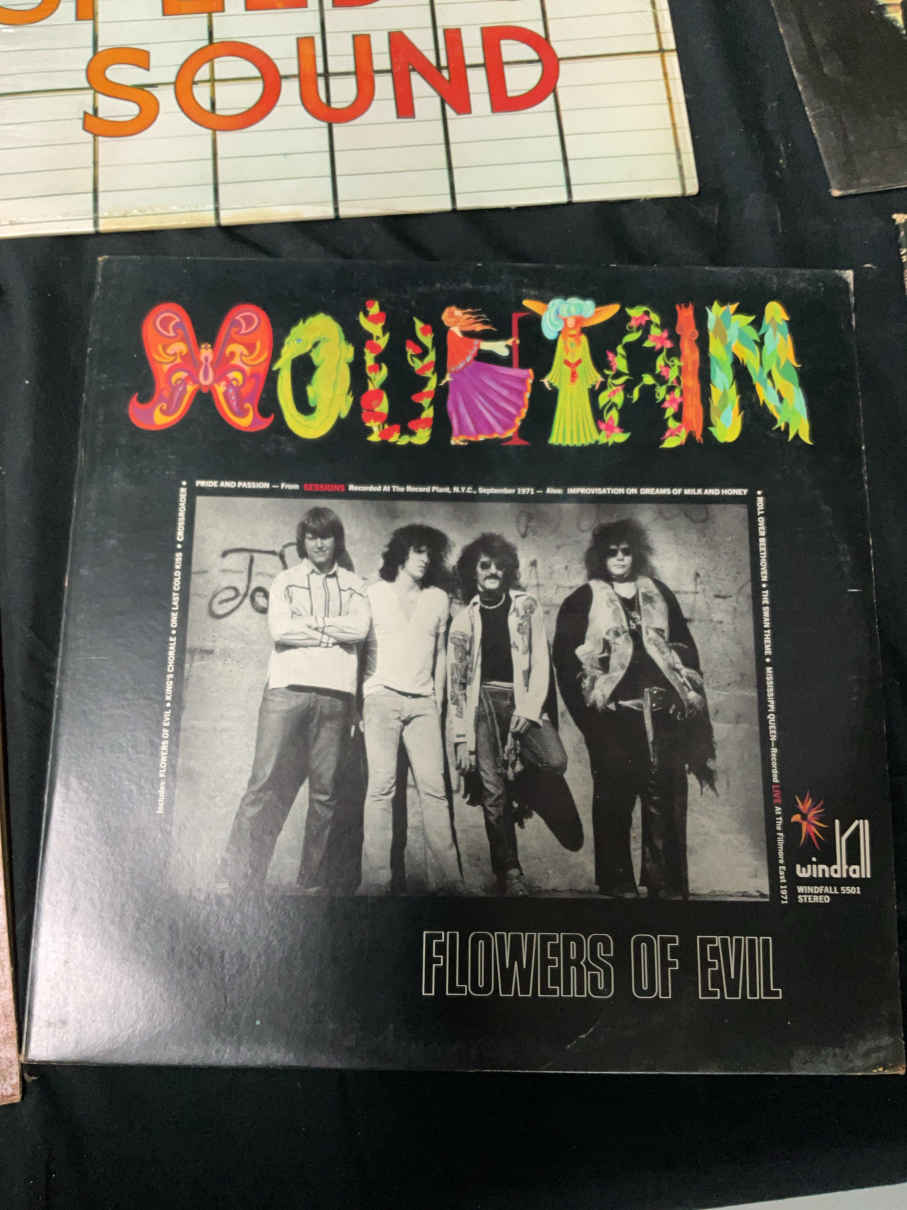 SPEED
SOUND
MOUNTAIN
PRIDE AND PASSION — From SESSIONS Recorded At The Record Plant, N.Y.C., September 1971 — Also: IMPROVISATION ON DREAMS OF MILK AND HONEY
Includes: FLOWERS OF EVIL • KING'S CHORALE • ONE LAST COLD KISS • CROSSROADER •
• ROLL OVER BEETHOVEN • THE SWAN THEME • MISSISSIPPI QUEEN—Recorded LIVE At The Fillmore East 1971
windfall
WINDFALL 5501
STEREO
FLOWERS OF EVIL